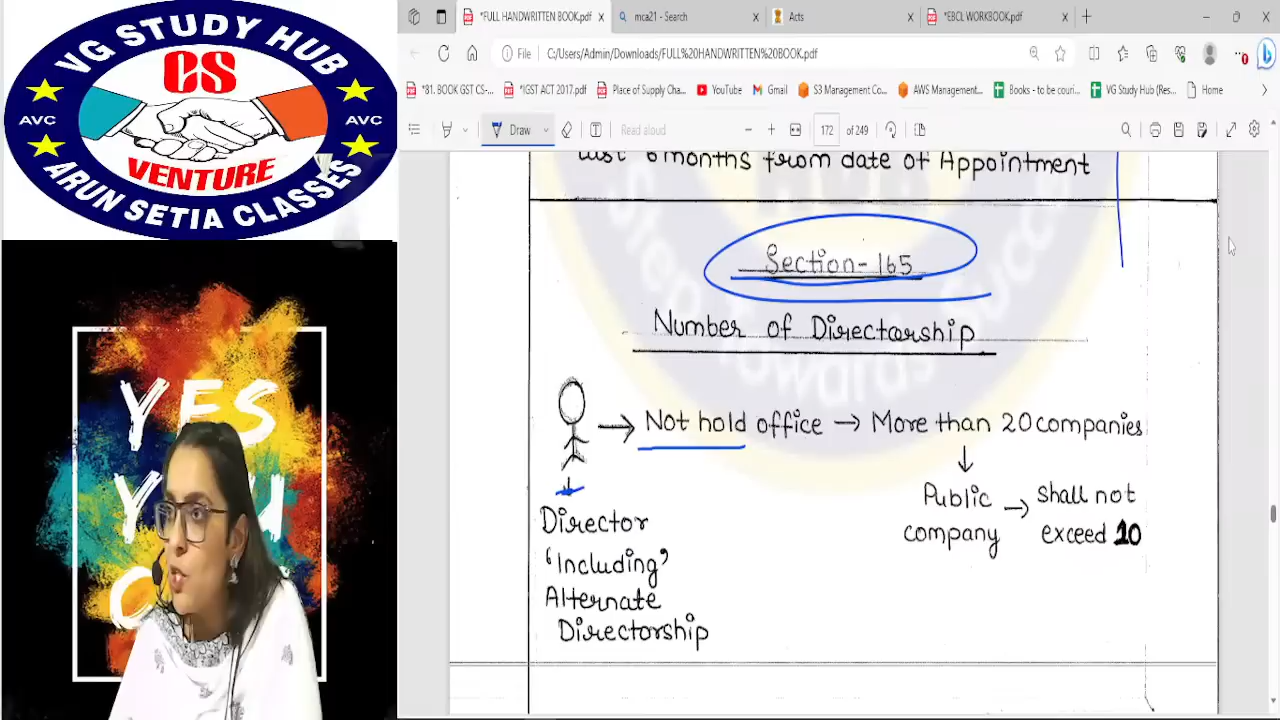 VG STUDY HUB
CS
AVC
AVC
VENTURE
ARUN SETIA CLASSES
YES
*FULL HANDWRITTEN BOOK.pdf
mca21 - Search
Acts
*EBCL WORKBOOK.pdf
File
C:/Users/Admin/Downloads/FULL%20HANDWRITTEN%20BOOK.pdf
*81. BOOK GST CS-...
*IGST ACT 2017.pdf
Place of Supply Cha...
YouTube
Gmail
S3 Management Co...
AWS Management...
Books - to be couri...
VG Study Hub (Res...
Home
Draw
Read aloud
172
of 249
Last 6 months from date of Appointment
Section-165
Number of Directorship
Not hold office → More than 20 companies
Public → shall not
company exceed 10
Director
'Including'
Alternate
Directorship